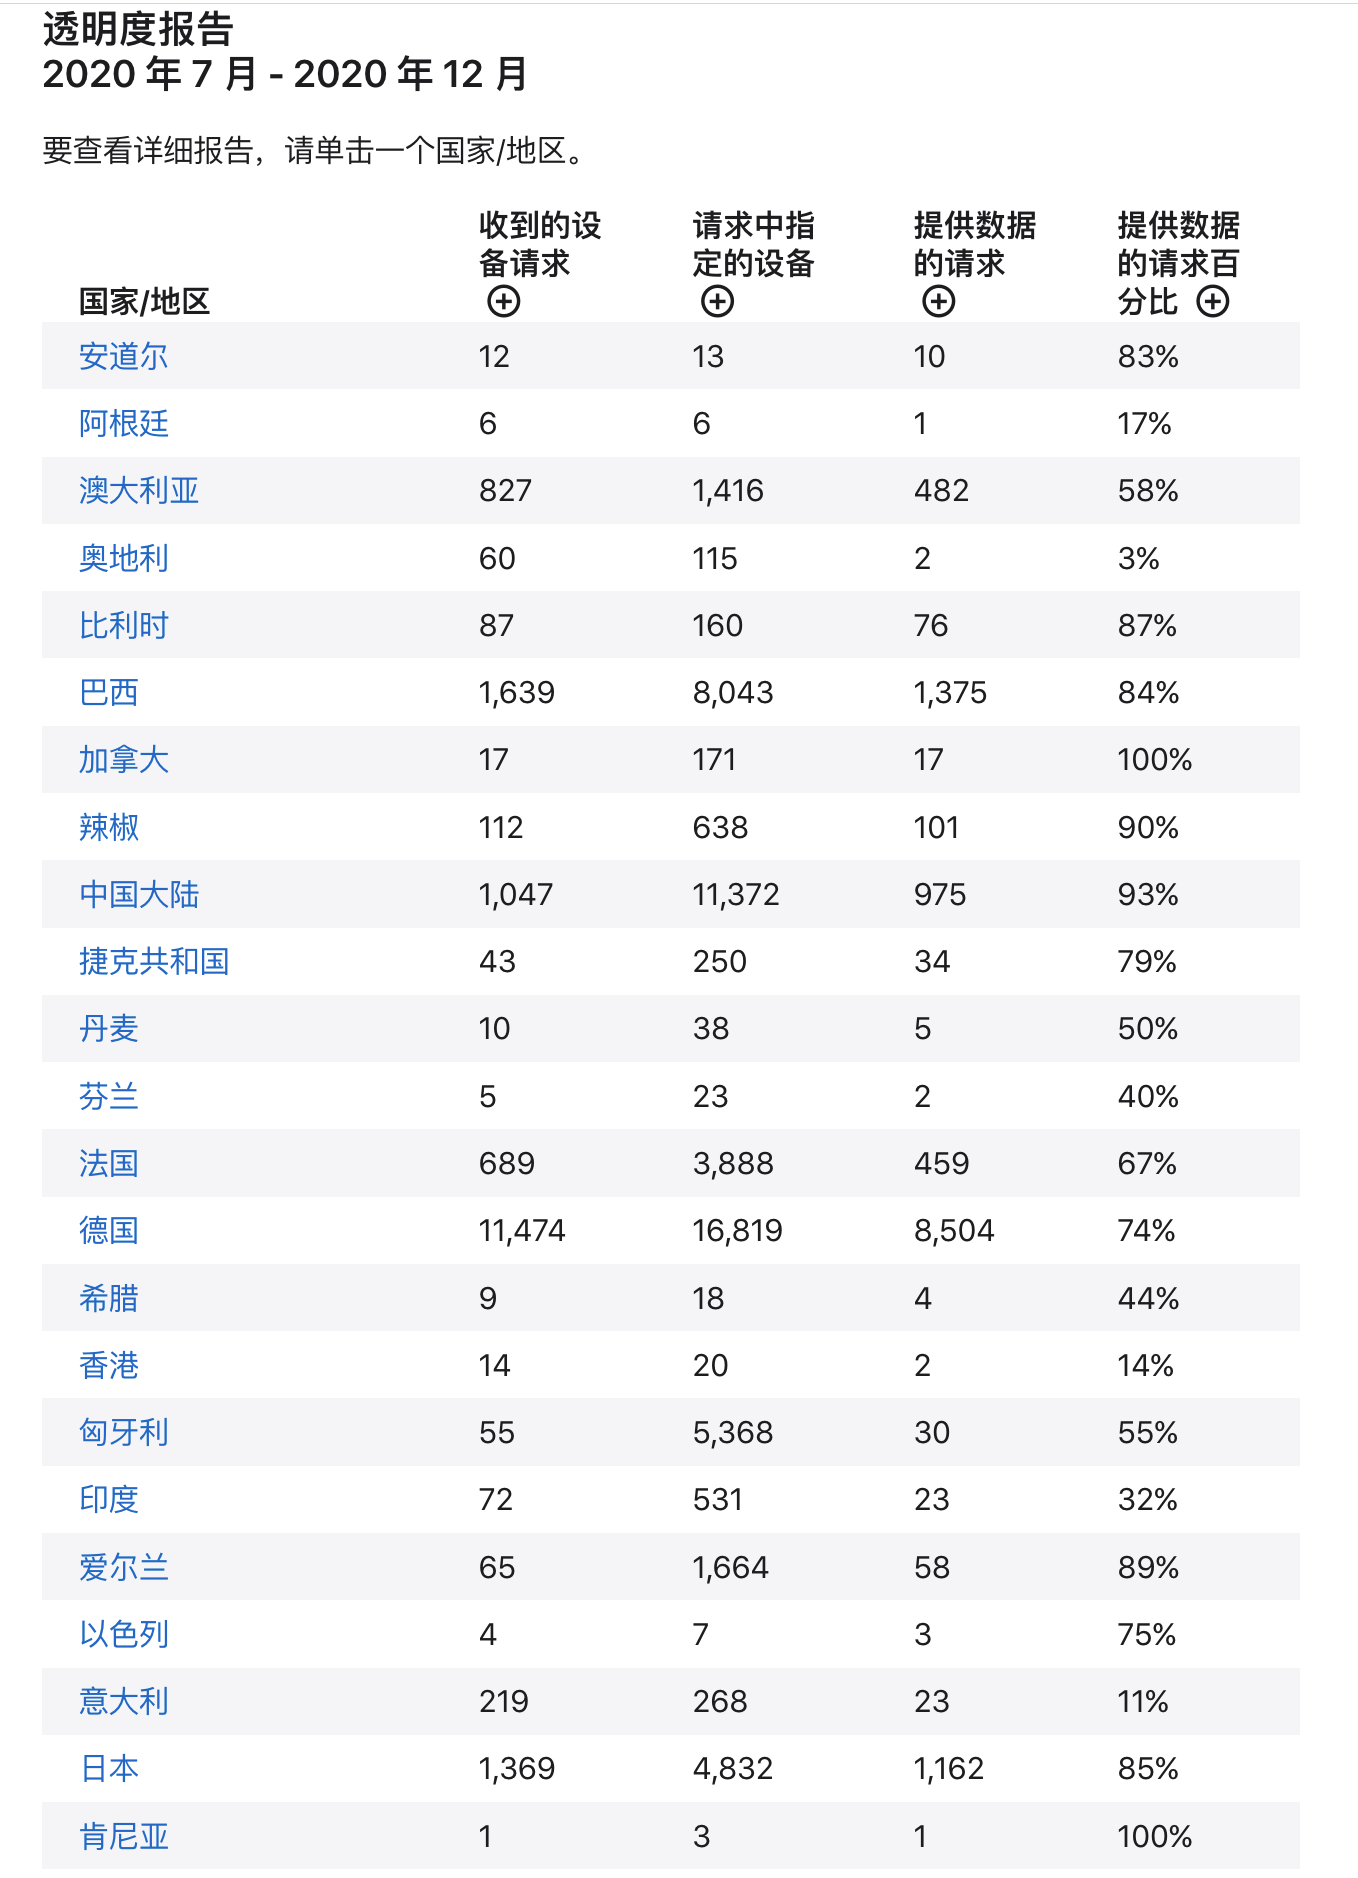 透明度报告
2020 年 7 月 - 2020 年 12 月
要查看详细报告，请单击一个国家/地区。
国家/地区 收到的设备请求 请求中指定的设备 提供数据的请求 提供数据的请求百分比
安道尔 12 13 10 83%
阿根廷 6 6 1 17%
澳大利亚 827 1,416 482 58%
奥地利 60 115 2 3%
比利时 87 160 76 87%
巴西 1,639 8,043 1,375 84%
加拿大 17 171 17 100%
辣椒 112 638 101 90%
中国大陆 1,047 11,372 975 93%
捷克共和国 43 250 34 79%
丹麦 10 38 5 50%
芬兰 5 23 2 40%
法国 689 3,888 459 67%
德国 11,474 16,819 8,504 74%
希腊 9 18 4 44%
香港 14 20 2 14%
匈牙利 55 5,368 30 55%
印度 72 531 23 32%
爱尔兰 65 1,664 58 89%
以色列 4 7 3 75%
意大利 219 268 23 11%
日本 1,369 4,832 1,162 85%
肯尼亚 1 3 1 100%